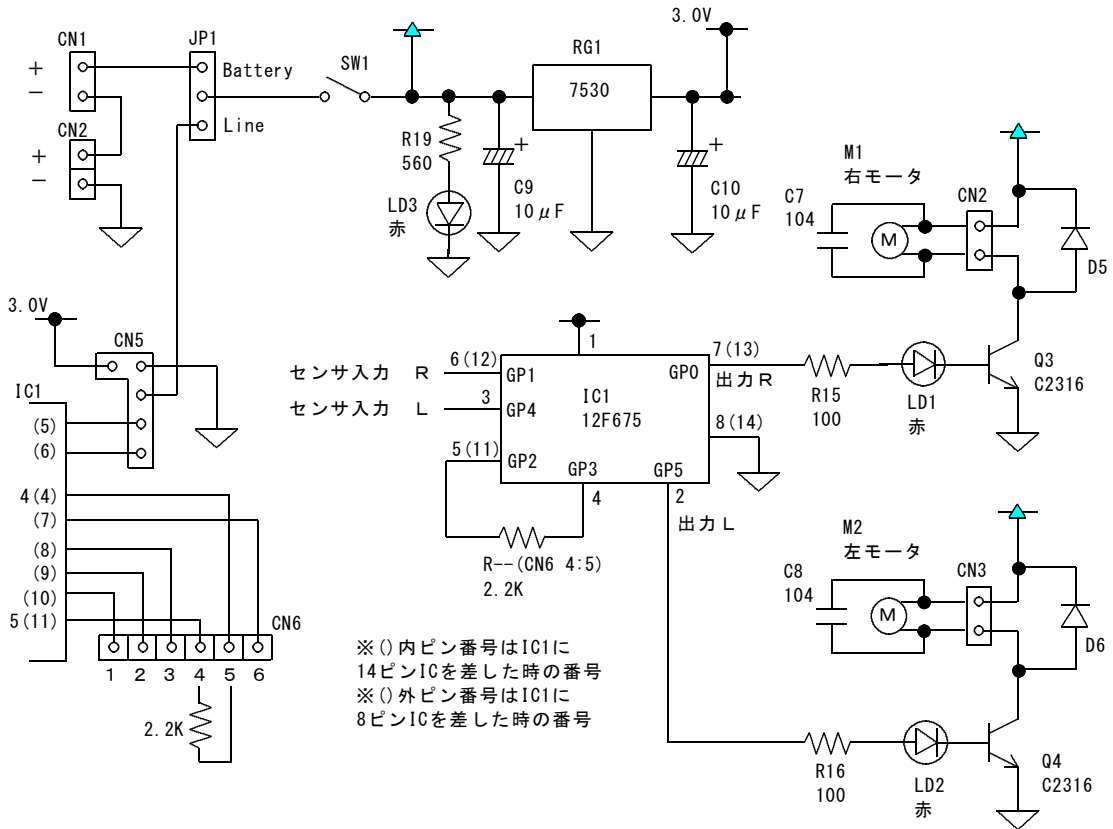 CN1
+
−
CN2
+
−
JP1
Battery
Line
SW1
R19
560
LD3
赤
C9
+
10μF
RG1
7530
3.0V
C10
+
10μF
M1
右モータ
C7
104
M
CN2
D5
Q3
C2316
R15
100
LD1
赤
3.0V
CN5
IC1
(5)
(6)
4(4)
(7)
(8)
(9)
(10)
5(11)
CN6
1 2 3 4 5 6
2.2K
センサ入力 R
センサ入力 L
6(12)
3
5(11)
1
GP1
GP4
GP2
GP3
GP5
GP0
IC1
12F675
7(13)
出力R
8(14)
4
2
出力L
R--(CN6 4:5)
2.2K
※()内ピン番号はIC1に
14ピンICを差した時の番号
※()外ピン番号はIC1に
8ピンICを差した時の番号
M2
左モータ
C8
104
M
CN3
D6
Q4
C2316
R16
100
LD2
赤